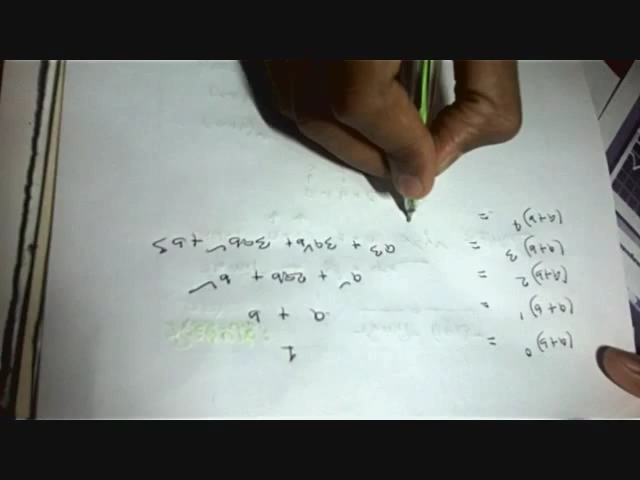 (a+b)⁰ = 1
(a+b)¹ = a + b
(a+b)² = a² + 2ab + b²
(a+b)³ = a³ + 3a²b + 3ab² + b³
(a+b)⁴ =